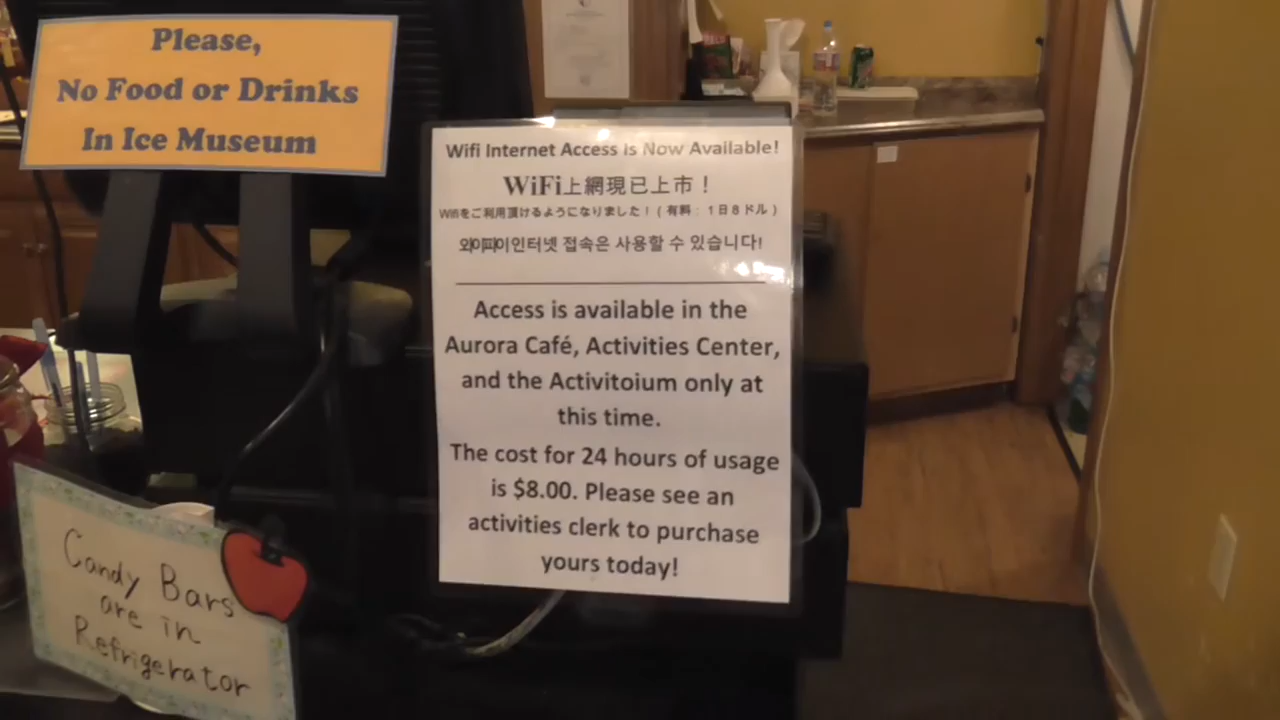 Please,
No Food or Drinks
In Ice Museum
Wifi Internet Access is Now Available!
WiFi上網現已上市！
Wifiをご利用頂けるようになりました！（有料：１日８ドル）
와이파이인터넷 접속은 사용할 수 있습니다!
Access is available in the
Aurora Café, Activities Center,
and the Activitoium only at
this time.
The cost for 24 hours of usage
is $8.00. Please see an
activities clerk to purchase
yours today!
Candy Bars
are in
Refrigerator